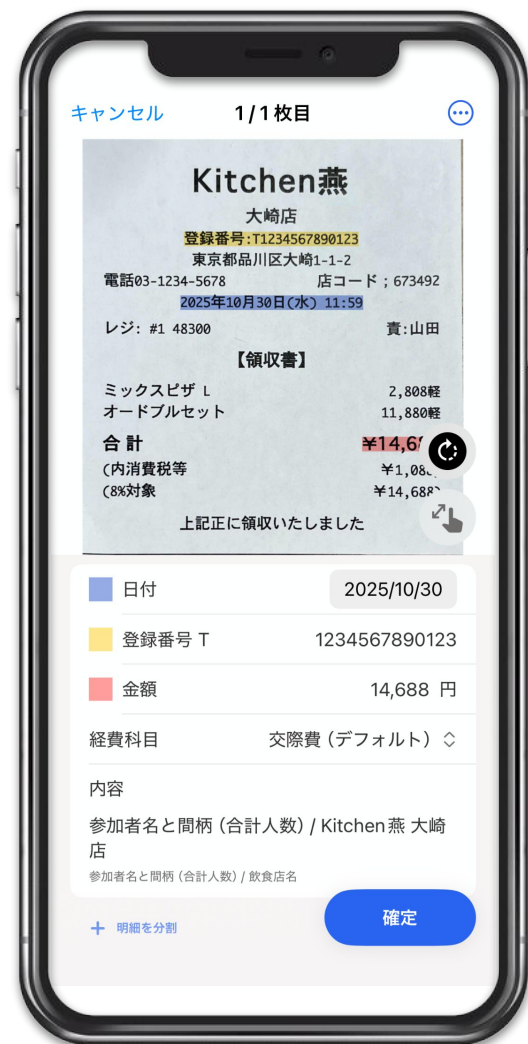 キャンセル
1/1枚目
Kitchen燕
大崎店
登録番号:T1234567890123
東京都品川区大崎1-1-2
電話03-1234-5678 店コード;673492
2025年10月30日(水) 11:59
レジ: #1 48300 責:山田
【領収書】
ミックスピザ L 2,808軽
オードブルセット 11,880軽
合計 ¥14,6
(内消費税等 ¥1,08
(8%対象 ¥14,688)
上記正に領収いたしました
日付 2025/10/30
登録番号 T 1234567890123
金額 14,688 円
経費科目 交際費(デフォルト)
内容
参加者名と間柄(合計人数)/ Kitchen燕 大崎
店
参加者名と間柄(合計人数)/ 飲食店名
+ 明細を分割
確定